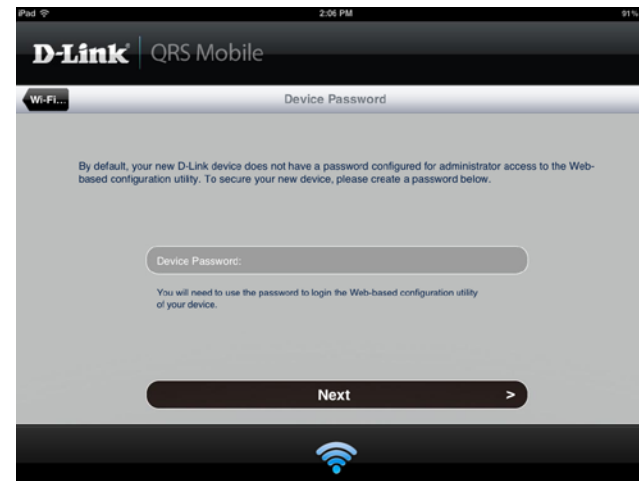 iPad 2:06 PM 91%
D-Link QRS Mobile
Wi-Fi... Device Password
By default, your new D-Link device does not have a password configured for administrator access to the Web-
based configuration utility. To secure your new device, please create a password below.
Device Password:
You will need to use the password to login the Web-based configuration utility
of your device.
Next >